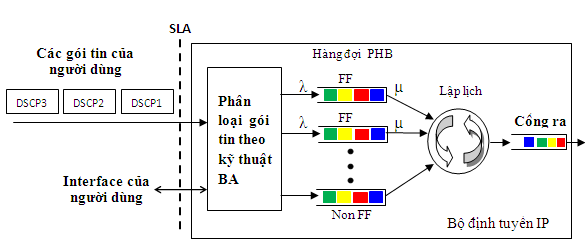 SLA
Các gói tin của
người dùng
DSCP3
DSCP2
DSCP1
Interface của
người dùng
Phân
loại gói
tin theo
kỹ thuật
BA
Hàng đợi PHB
λ
FF
μ
λ
FF
μ
Non FF
Lập lịch
Cổng ra
Bộ định tuyến IP